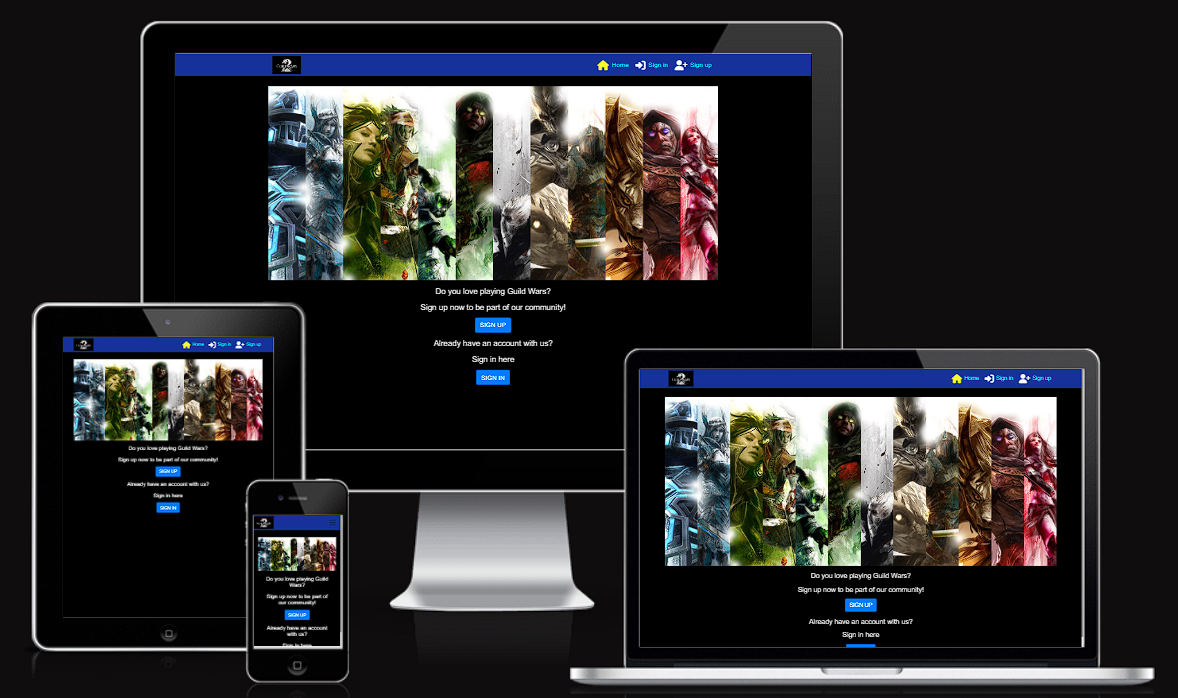 Home Sign in Sign up
Do you love playing Guild Wars?
Sign up now to be part of our community!
SIGN UP
Already have an account with us?
Sign in here
SIGN IN
Home Sign in Sign up
Do you love playing Guild Wars?
Sign up now to be part of our community!
SIGN UP
Already have an account with us?
Sign in here
SIGN IN
Do you love playing Guild
Wars?
Sign up now to be part of
our community!
SIGN UP
Already have an account
with us?
Sign in here
Home Sign in Sign up
Do you love playing Guild Wars?
Sign up now to be part of our community!
SIGN UP
Already have an account with us?
Sign in here